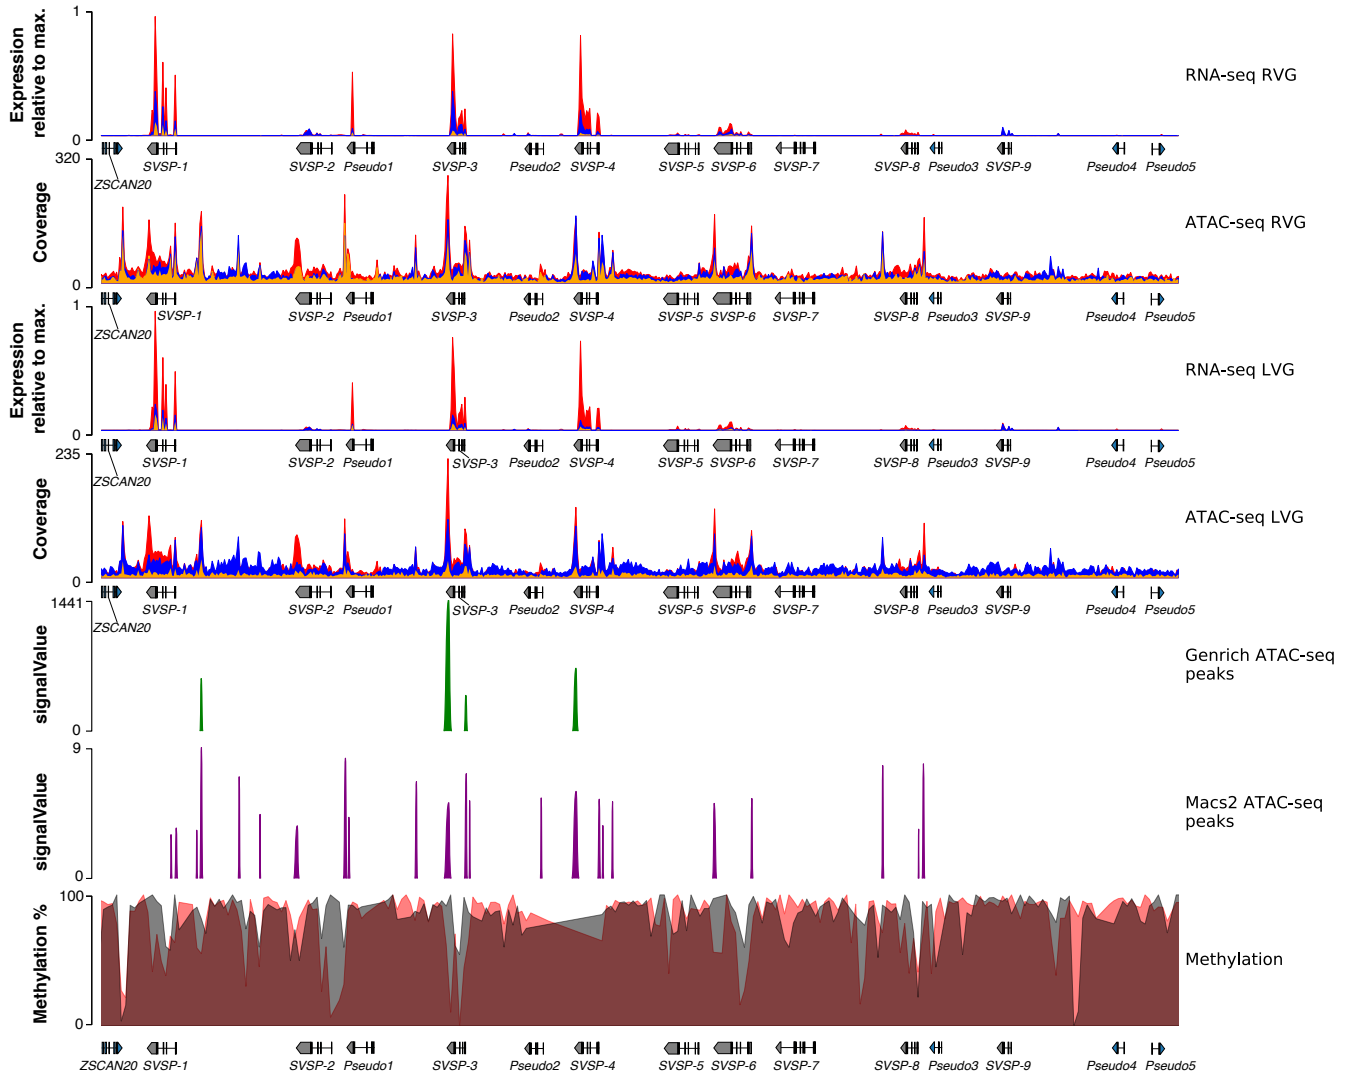 1
Expression
relative to max.
0
RNA-seq RVG
SVSP-1 SVSP-2 Pseudo1 SVSP-3 Pseudo2 SVSP-4 SVSP-5 SVSP-6 SVSP-7 SVSP-8 Pseudo3 SVSP-9 Pseudo4 Pseudo5
ZSCAN20
320
Coverage
0
ATAC-seq RVG
SVSP-1 SVSP-2 Pseudo1 SVSP-3 Pseudo2 SVSP-4 SVSP-5 SVSP-6 SVSP-7 SVSP-8 Pseudo3 SVSP-9 Pseudo4 Pseudo5
ZSCAN20
1
Expression
relative to max.
0
RNA-seq LVG
SVSP-1 SVSP-2 Pseudo1 SVSP-3 Pseudo2 SVSP-4 SVSP-5 SVSP-6 SVSP-7 SVSP-8 Pseudo3 SVSP-9 Pseudo4 Pseudo5
ZSCAN20
235
Coverage
0
ATAC-seq LVG
SVSP-1 SVSP-2 Pseudo1 SVSP-3 Pseudo2 SVSP-4 SVSP-5 SVSP-6 SVSP-7 SVSP-8 Pseudo3 SVSP-9 Pseudo4 Pseudo5
ZSCAN20
1441
signalValue
0
Genrich ATAC-seq
peaks
9
signalValue
0
Macs2 ATAC-seq
peaks
100
Methylation %
0
Methylation
ZSCAN20 SVSP-1 SVSP-2 Pseudo1 SVSP-3 Pseudo2 SVSP-4 SVSP-5 SVSP-6 SVSP-7 SVSP-8 Pseudo3 SVSP-9 Pseudo4 Pseudo5